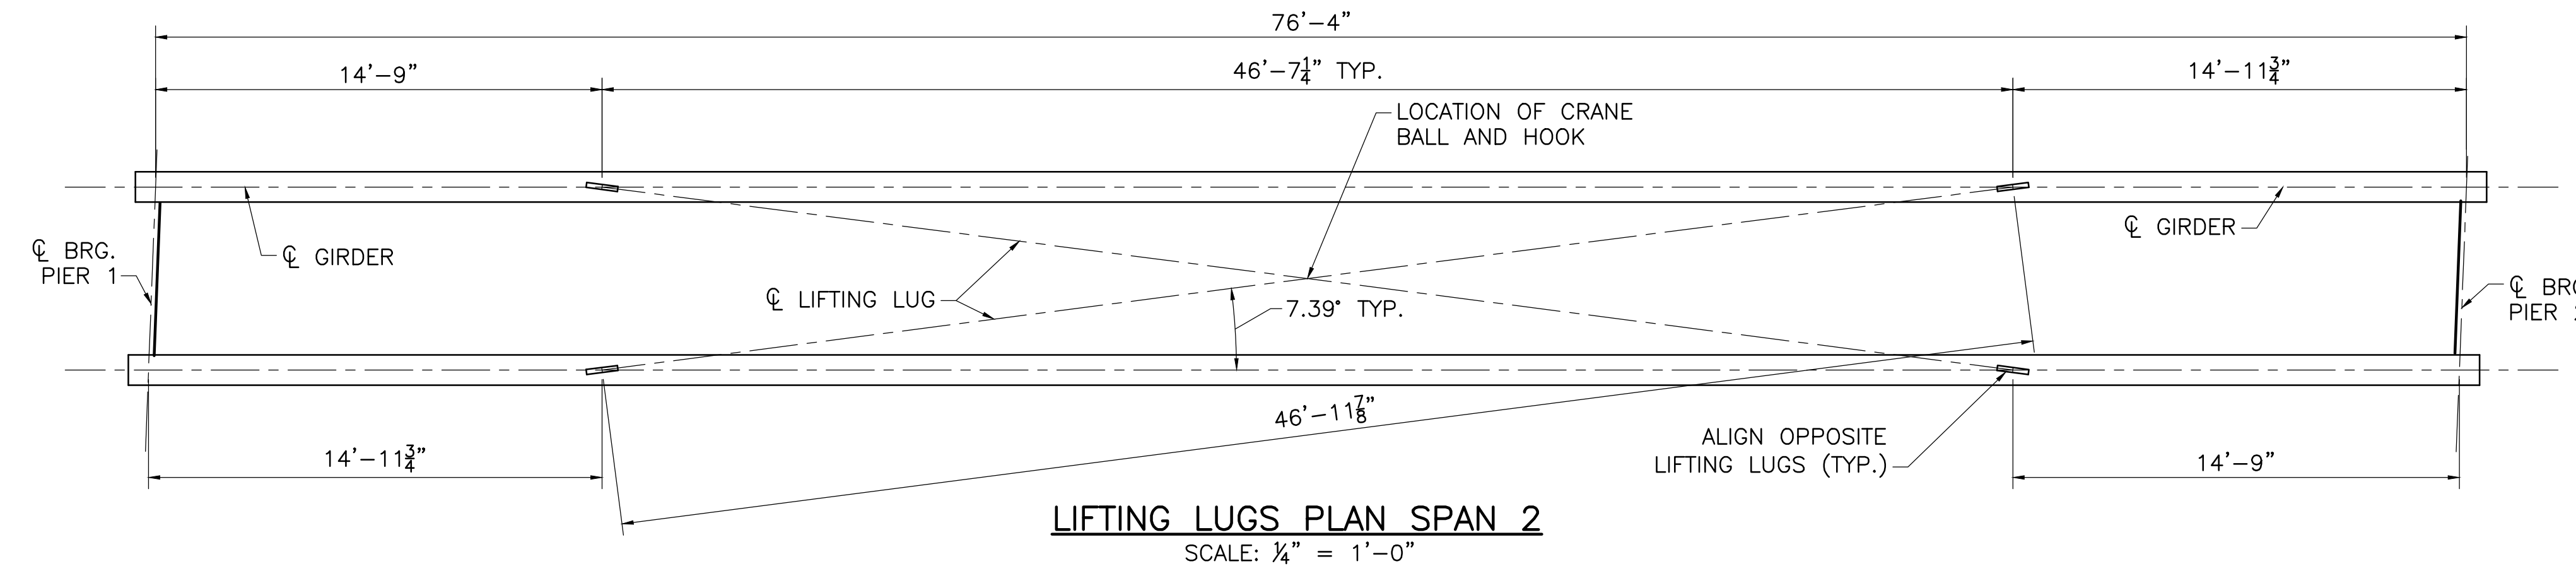 76'-4"
14'-9"
46'-7¼" TYP.
14'-11¾"
LOCATION OF CRANE
BALL AND HOOK
℄ BRG.
PIER 1
℄ GIRDER
℄ LIFTING LUG
7.39° TYP.
℄ GIRDER
℄ BR
PIER
14'-11¾"
46'-11⅞"
ALIGN OPPOSITE
LIFTING LUGS (TYP.)
14'-9"
LIFTING LUGS PLAN SPAN 2
SCALE: ¼" = 1'-0"